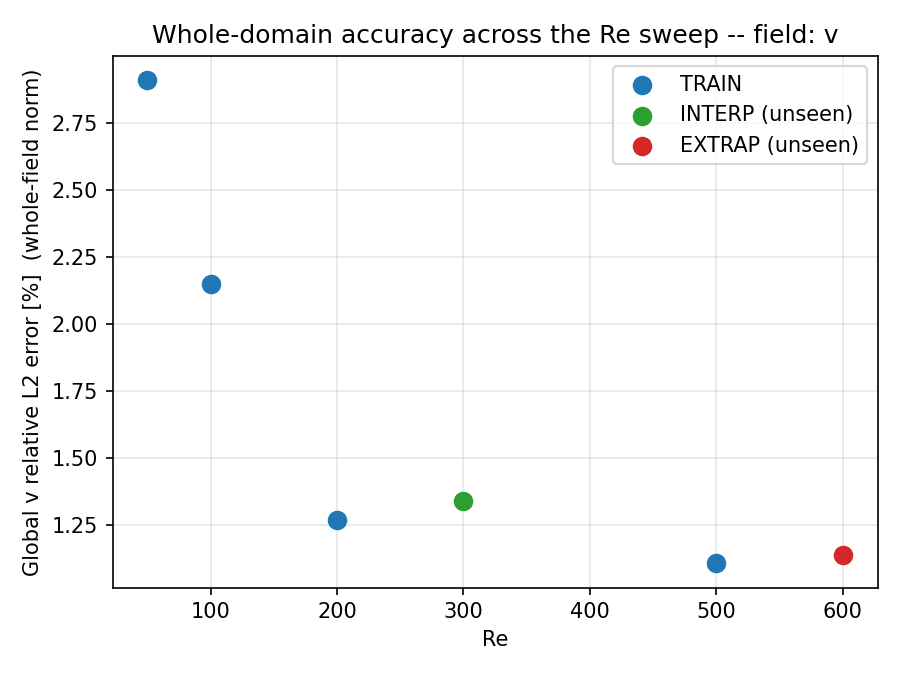 Whole-domain accuracy across the Re sweep -- field: v
TRAIN
INTERP (unseen)
EXTRAP (unseen)
Global v relative L2 error [%]  (whole-field norm)
2.75
2.50
2.25
2.00
1.75
1.50
1.25
100
200
300
400
500
600
Re